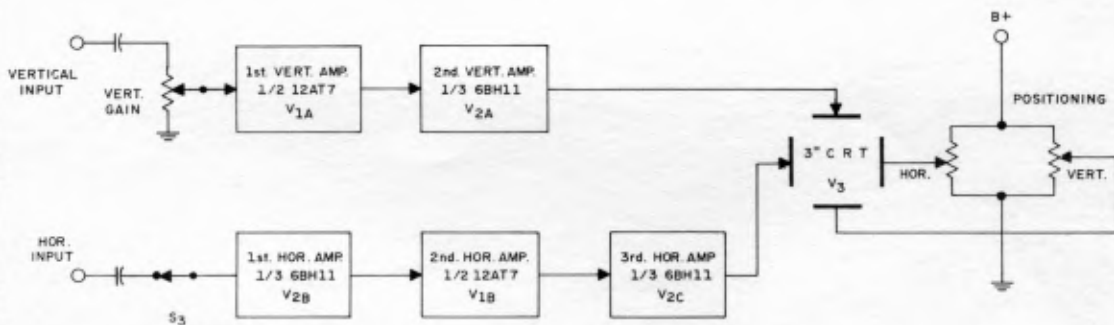 VERTICAL
INPUT
VERT.
GAIN
1st. VERT. AMP.
1/2 12AT7
V1A
2nd. VERT. AMP.
1/3 6BH11
V2A
B+
POSITIONING
3" C R T
V3
HOR.
VERT.
HOR.
INPUT
S3
1st. HOR. AMP.
1/3 6BH11
V2B
2nd. HOR. AMP.
1/2 12AT7
V1B
3rd. HOR. AMP
1/3 6BH11
V2C